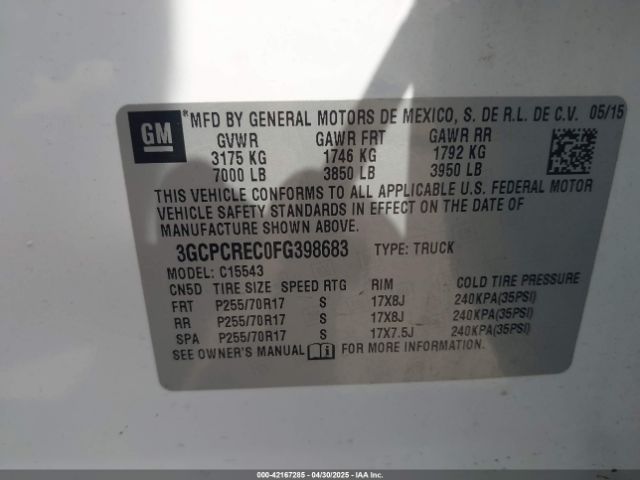 GM
*MFD BY GENERAL MOTORS DE MEXICO, S. DE R.L. DE C.V. 05/15
GVWR GAWR FRT GAWR RR
3175 KG 1746 KG 1792 KG
7000 LB 3850 LB 3950 LB
THIS VEHICLE CONFORMS TO ALL APPLICABLE U.S. FEDERAL MOTOR
VEHICLE SAFETY STANDARDS IN EFFECT ON THE DATE OF
MANUFACTURE SHOWN ABOVE.
3GCPCREC0FG398683 TYPE: TRUCK
MODEL: C15543
CN5D TIRE SIZE SPEED RTG RIM COLD TIRE PRESSURE
FRT P255/70R17 S 17X8J 240KPA(35PSI)
RR P255/70R17 S 17X8J 240KPA(35PSI)
SPA P255/70R17 S 17X7.5J 240KPA(35PSI)
SEE OWNER'S MANUAL FOR MORE INFORMATION.
000-42167285 - 04/30/2025 - IAAI, Inc.